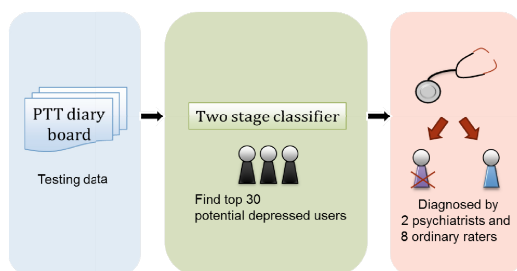 PTT diary
board
Testing data
Two stage classifier
Find top 30
potential depressed users
Diagnosed by
2 psychiatrists and
8 ordinary raters